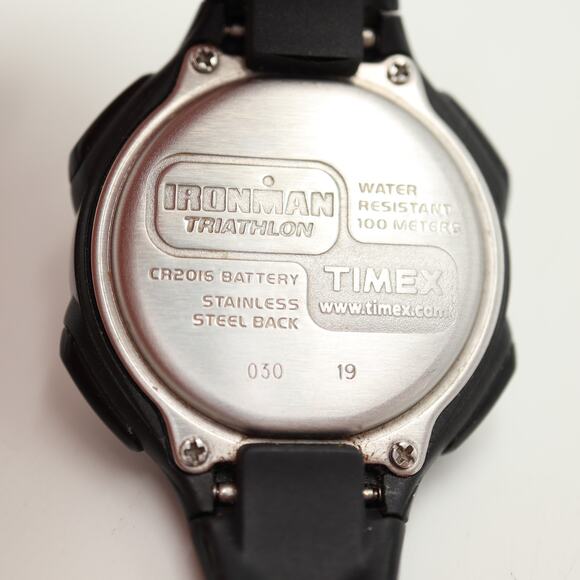 IRONMAN
TRIATHLON
WATER
RESISTANT
100 METERS
CR2016 BATTERY
STAINLESS
STEEL BACK
TIMEX
www.timex.com
030 19